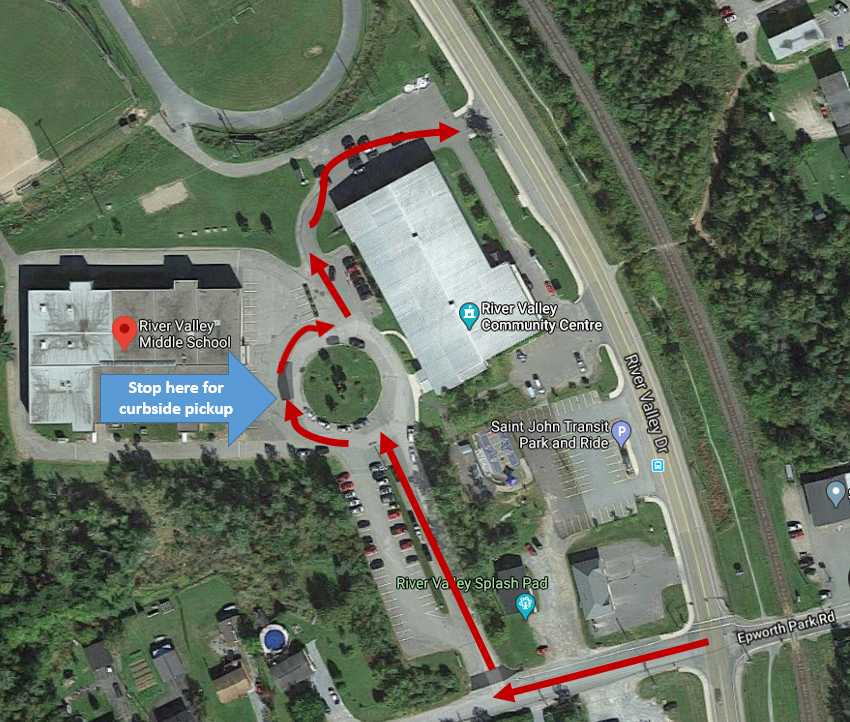 River Valley
Middle School
Stop here for
curbside pickup
River Valley
Community Centre
River Valley Dr
Saint John Transit
Park and Ride
P
River Valley Splash Pad
Epworth Park Rd
S